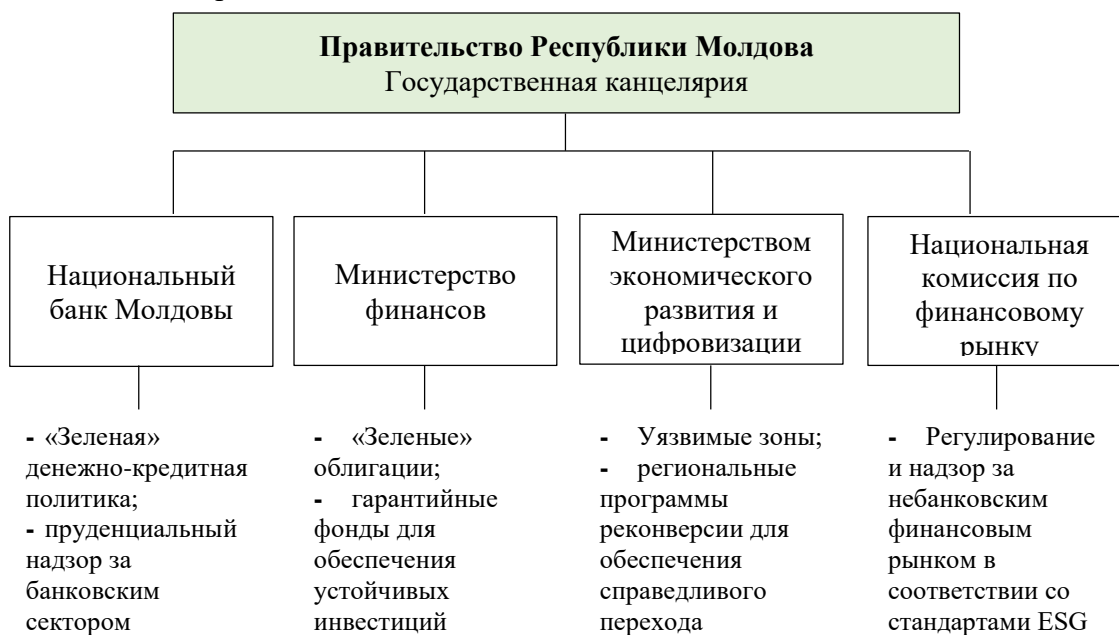 Правительство Республики Молдова
Государственная канцелярия
Национальный
банк Молдовы
Министерство
финансов
Министерством
экономического
развития и
цифровизации
Национальная
комиссия по
финансовому
рынку
- «Зеленая»
денежно-кредитная
политика;
- пруденциальный
надзор за
банковским
сектором
- «Зеленые»
облигации;
- гарантийные
фонды для
обеспечения
устойчивых
инвестиций
- Уязвимые зоны;
- региональные
программы
реконверсии для
обеспечения
справедливого
перехода
- Регулирование
и надзор за
небанковским
финансовым
рынком в
соответствии со
стандартами ESG